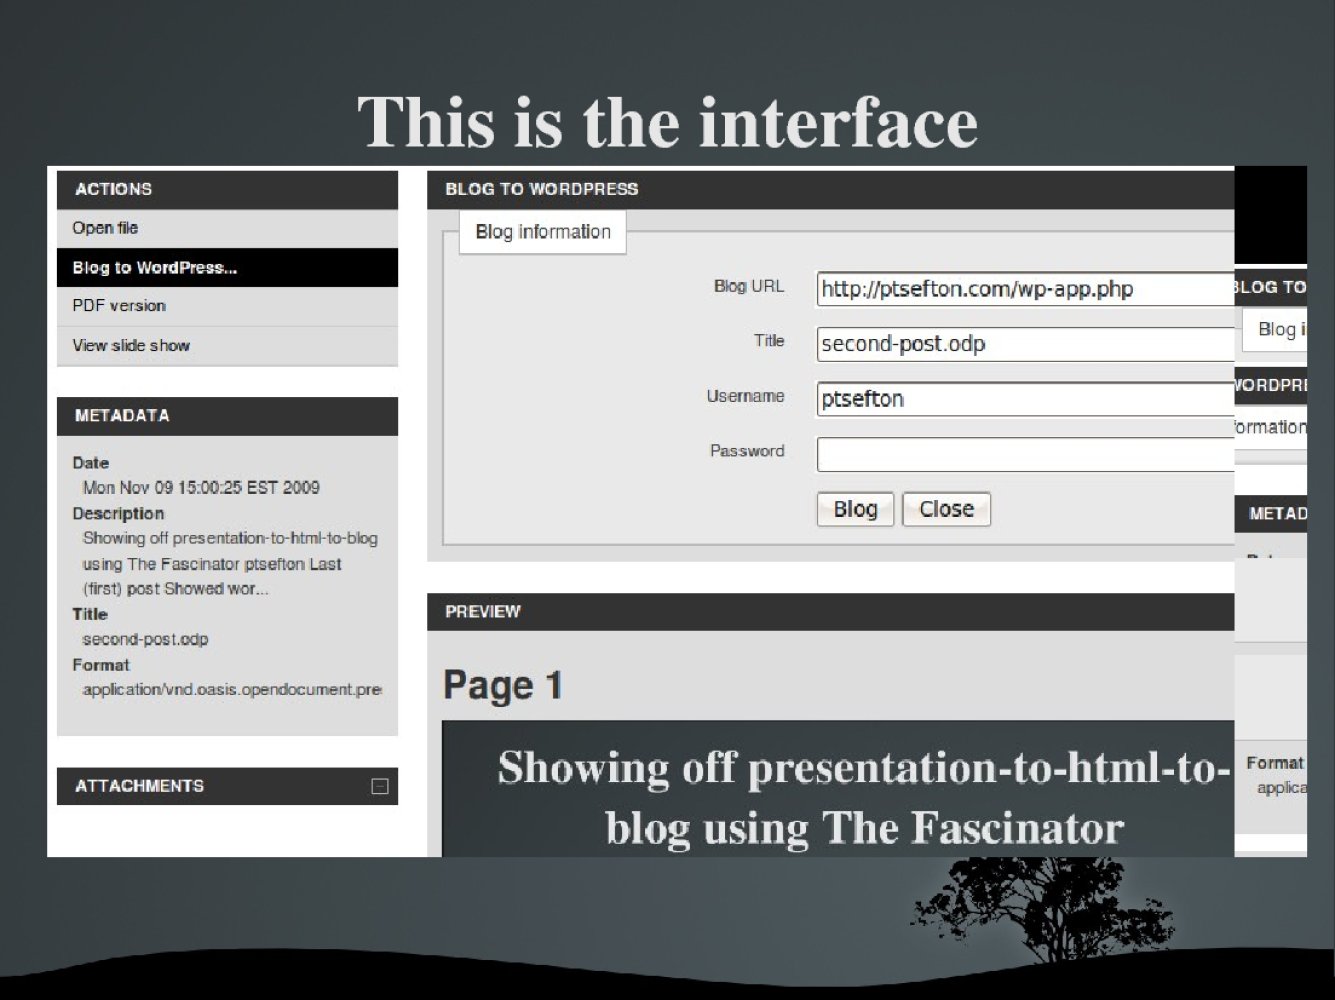 This is the interface
ACTIONS
Open file
Blog to WordPress...
PDF version
View slide show
METADATA
Date
Mon Nov 09 15:00:25 EST 2009
Description
Showing off presentation-to-html-to-blog
using The Fascinator ptsefton Last
(first) post Showed wor...
Title
second-post.odp
Format
application/vnd.oasis.opendocument.pre
ATTACHMENTS
BLOG TO WORDPRESS
Blog information
Blog URL http://ptsefton.com/wp-app.php
Title second-post.odp
Username ptsefton
Password
Blog Close
PREVIEW
Page 1
Showing off presentation-to-html-to-
blog using The Fascinator
BLOG TO
Blog i
WORDPRE
formation
METAD
Format
applica